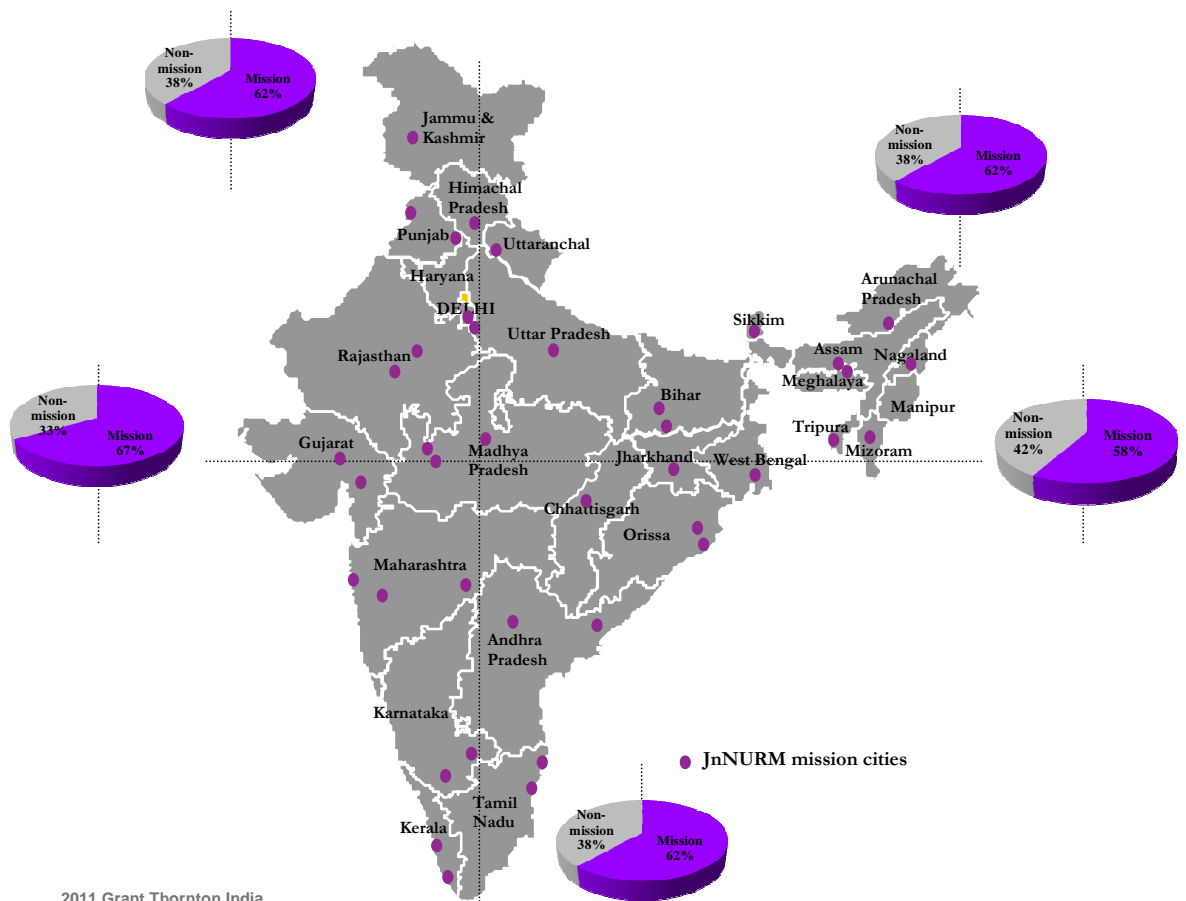 Non-
mission
38%
Mission
62%
Jammu &
Kashmir
Non-
mission
38%
Mission
62%
Himachal
Pradesh
Punjab
Uttaranchal
Haryana
Arunachal
Pradesh
DELHI
Sikkim
Uttar Pradesh
Rajasthan
Assam
Nagaland
Meghalaya
Non-
mission
33%
Mission
67%
Bihar
Manipur
Non-
mission
42%
Mission
58%
Gujarat
Madhya
Pradesh
Tripura
Mizoram
Jharkhand
West Bengal
Chhattisgarh
Orissa
Maharashtra
Andhra
Pradesh
Karnataka
JnNURM mission cities
Tamil
Nadu
Kerala
Non-
mission
38%
Mission
62%
2011 Grant Thornton India